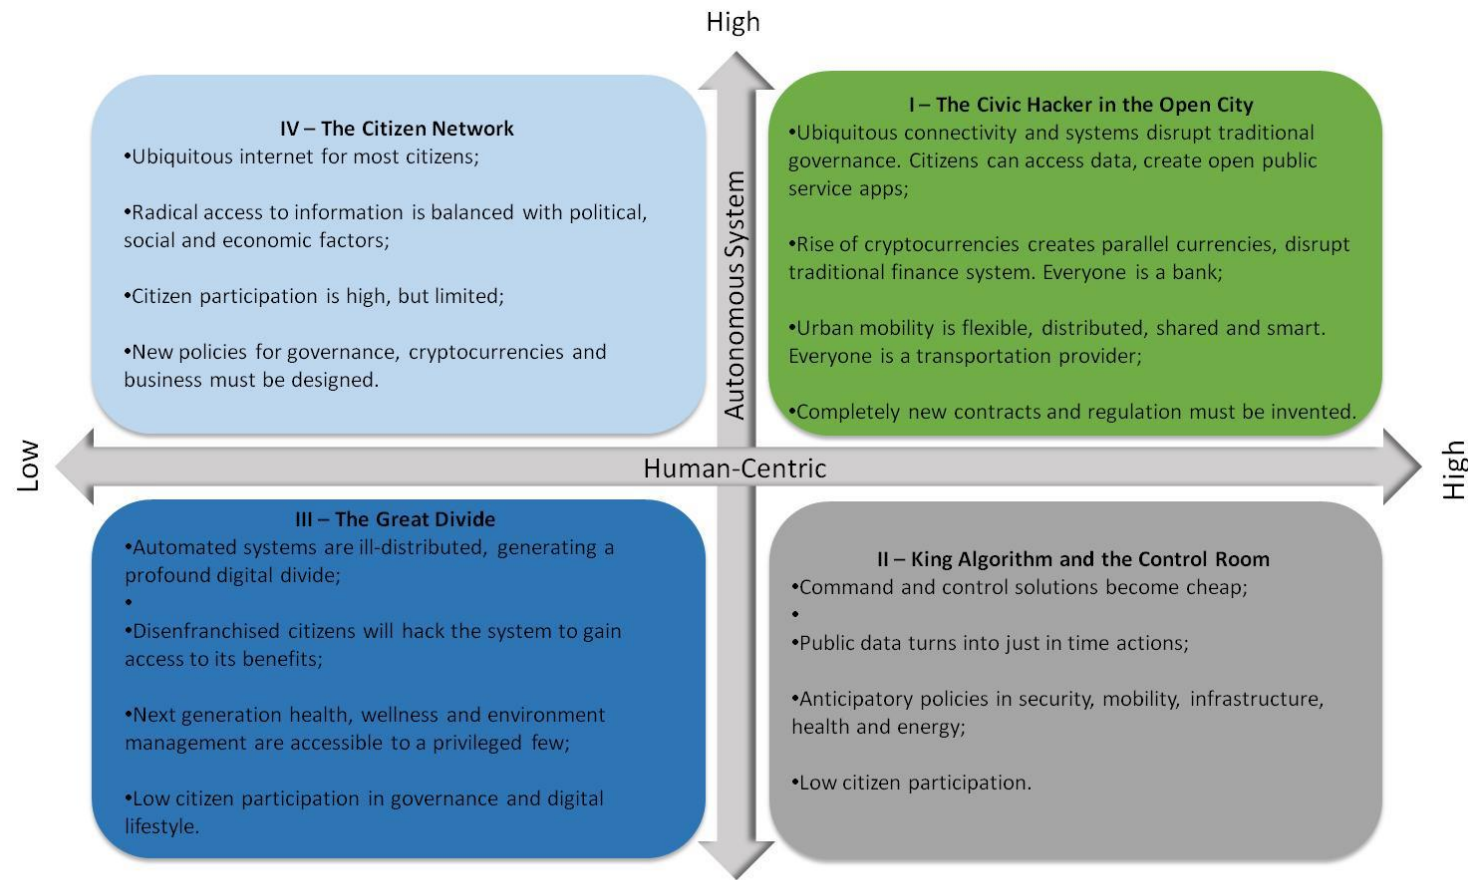 High
IV – The Citizen Network
•Ubiquitous internet for most citizens;
•Radical access to information is balanced with political,
social and economic factors;
•Citizen participation is high, but limited;
•New policies for governance, cryptocurrencies and
business must be designed.
I – The Civic Hacker in the Open City
•Ubiquitous connectivity and systems disrupt traditional
governance. Citizens can access data, create open public
service apps;
•Rise of cryptocurrencies creates parallel currencies, disrupt
traditional finance system. Everyone is a bank;
•Urban mobility is flexible, distributed, shared and smart.
Everyone is a transportation provider;
•Completely new contracts and regulation must be invented.
Autonomous System
Low
Human-Centric
High
III – The Great Divide
•Automated systems are ill-distributed, generating a
profound digital divide;
•
•Disenfranchised citizens will hack the system to gain
access to its benefits;
•Next generation health, wellness and environment
management are accessible to a privileged few;
•Low citizen participation in governance and digital
lifestyle.
II – King Algorithm and the Control Room
•Command and control solutions become cheap;
•
•Public data turns into just in time actions;
•Anticipatory policies in security, mobility, infrastructure,
health and energy;
•Low citizen participation.